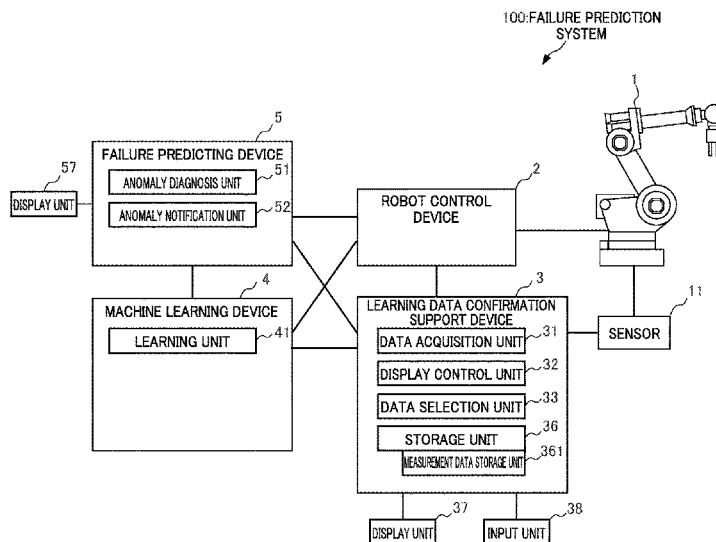 100:FAILURE PREDICTION
SYSTEM
1
5
FAILURE PREDICTING DEVICE
57
ANOMALY DIAGNOSIS UNIT
51
DISPLAY UNIT
ANOMALY NOTIFICATION UNIT
52
2
ROBOT CONTROL
DEVICE
4
MACHINE LEARNING DEVICE
LEARNING UNIT
41
3
LEARNING DATA CONFIRMATION
SUPPORT DEVICE
DATA ACQUISITION UNIT
31
DISPLAY CONTROL UNIT
32
DATA SELECTION UNIT
33
STORAGE UNIT
36
MEASUREMENT DATA STORAGE UNIT
361
11
SENSOR
37
DISPLAY UNIT
38
INPUT UNIT